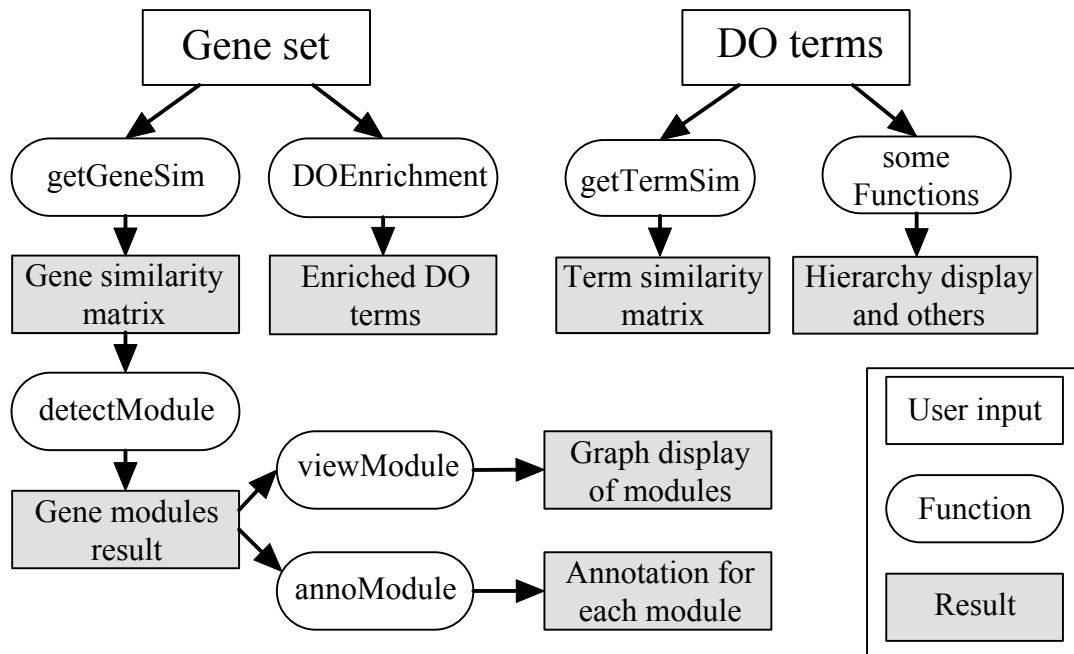 Gene set
DO terms
getGeneSim
DOEnrichment
getTermSim
some
Functions
Gene similarity
matrix
Enriched DO
terms
Term similarity
matrix
Hierarchy display
and others
detectModule
Gene modules
result
viewModule
Graph display
of modules
annoModule
Annotation for
each module
User input
Function
Result